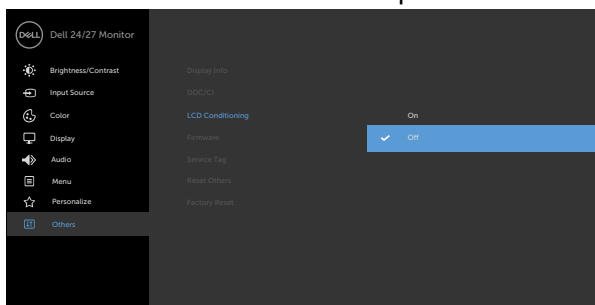 DELL Dell 24/27 Monitor
Brightness/Contrast Display Info
Input Source DDC/CI
Color LCD Conditioning On
Display Firmware Off
Audio Service Tag
Menu Reset Others
Personalize Factory Reset
Others